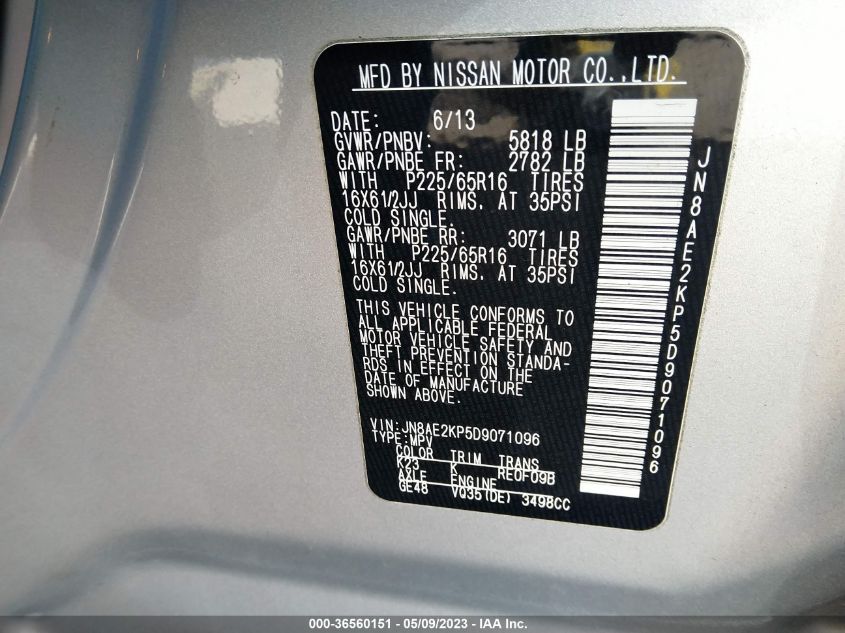 MFD BY NISSAN MOTOR CO.,LTD.
DATE: 6/13
GVWR/PNBV: 5818 LB
GAWR/PNBE FR: 2782 LB
WITH P225/65R16 TIRES
16X61/2JJ RIMS, AT 35PSI
COLD SINGLE.
GAWR/PNBE RR: 3071 LB
WITH P225/65R16 TIRES
16X61/2JJ RIMS, AT 35PSI
COLD SINGLE.
THIS VEHICLE CONFORMS TO
ALL APPLICABLE FEDERAL
MOTOR VEHICLE SAFETY AND
THEFT PREVENTION STANDA-
RDS IN EFFECT ON THE
DATE OF MANUFACTURE
SHOWN ABOVE.
VIN:JN8AE2KP5D9071096
TYPE:MPV
COLOR TRIM TRANS
K23 K RE0F09B
AXLE ENGINE
GE48 VQ35(DE) 3498CC
JN8AE2KP5D9071096
000-36560151 - 05/09/2023 - IAA Inc.